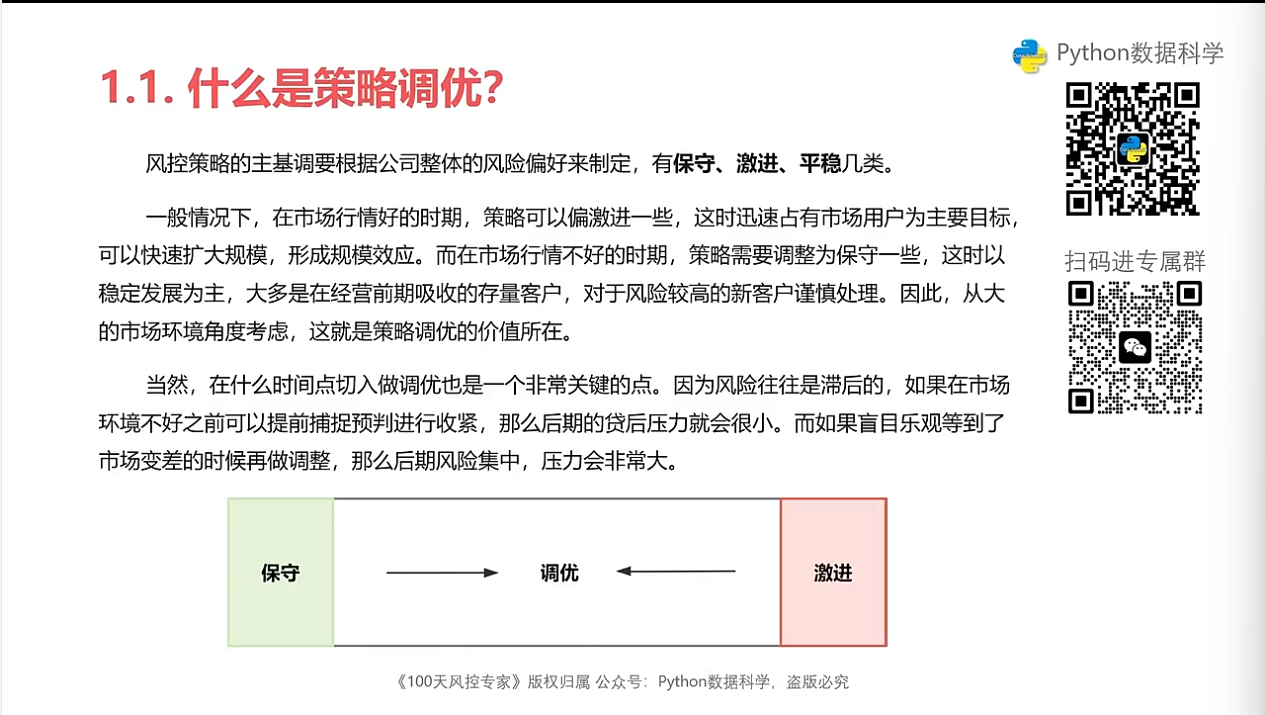 Python数据科学
1.1. 什么是策略调优？
风控策略的主基调要根据公司整体的风险偏好来制定，有保守、激进、平稳几类。
一般情况下，在市场行情好的时期，策略可以偏激进一些，这时迅速占有市场用户为主要目标，
可以快速扩大规模，形成规模效应。而在市场行情不好的时期，策略需要调整为保守一些，这时以
稳定发展为主，大多是在经营前期吸收的存量客户，对于风险较高的新客户谨慎处理。因此，从大
的市场环境角度考虑，这就是策略调优的价值所在。
当然，在什么时间点切入做调优也是一个非常关键的点。因为风险往往是滞后的，如果在市场
环境不好之前可以提前捕捉预判进行收紧，那么后期的贷后压力就会很小。而如果盲目乐观等到了
市场变差的时候再做调整，那么后期风险集中，压力会非常大。
扫码进专属群
保守
调优
激进
《100天风控专家》版权归属 公众号：Python数据科学，盗版必究